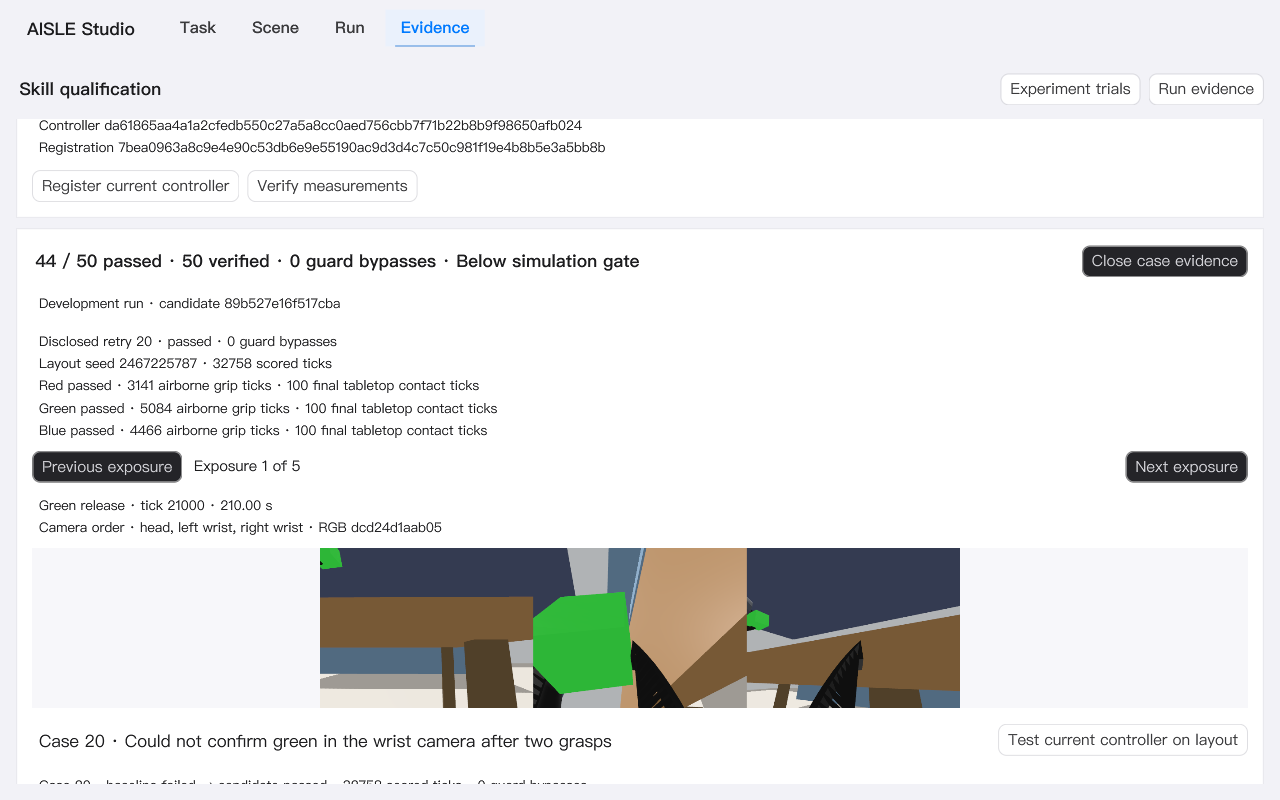 AISLE Studio
Task
Scene
Run
Evidence
Skill qualification
Experiment trials
Run evidence
Controller da61865aa4a1a2cfedb550c27a5a8cc0aed756cbb7f71b22b8b9f98650afb024
Registration 7bea0963a8c9e4e90c53db6e9e55190ac9d3d4c7c50c981f19e4b8b5e3a5bb8b
Register current controller
Verify measurements
44 / 50 passed · 50 verified · 0 guard bypasses · Below simulation gate
Close case evidence
Development run · candidate 89b527e16f517cba
Disclosed retry 20 · passed · 0 guard bypasses
Layout seed 2467225787 · 32758 scored ticks
Red passed · 3141 airborne grip ticks · 100 final tabletop contact ticks
Green passed · 5084 airborne grip ticks · 100 final tabletop contact ticks
Blue passed · 4466 airborne grip ticks · 100 final tabletop contact ticks
Previous exposure
Exposure 1 of 5
Next exposure
Green release · tick 21000 · 210.00 s
Camera order · head, left wrist, right wrist · RGB dcd24d1aab05
Case 20 · Could not confirm green in the wrist camera after two grasps
Test current controller on layout